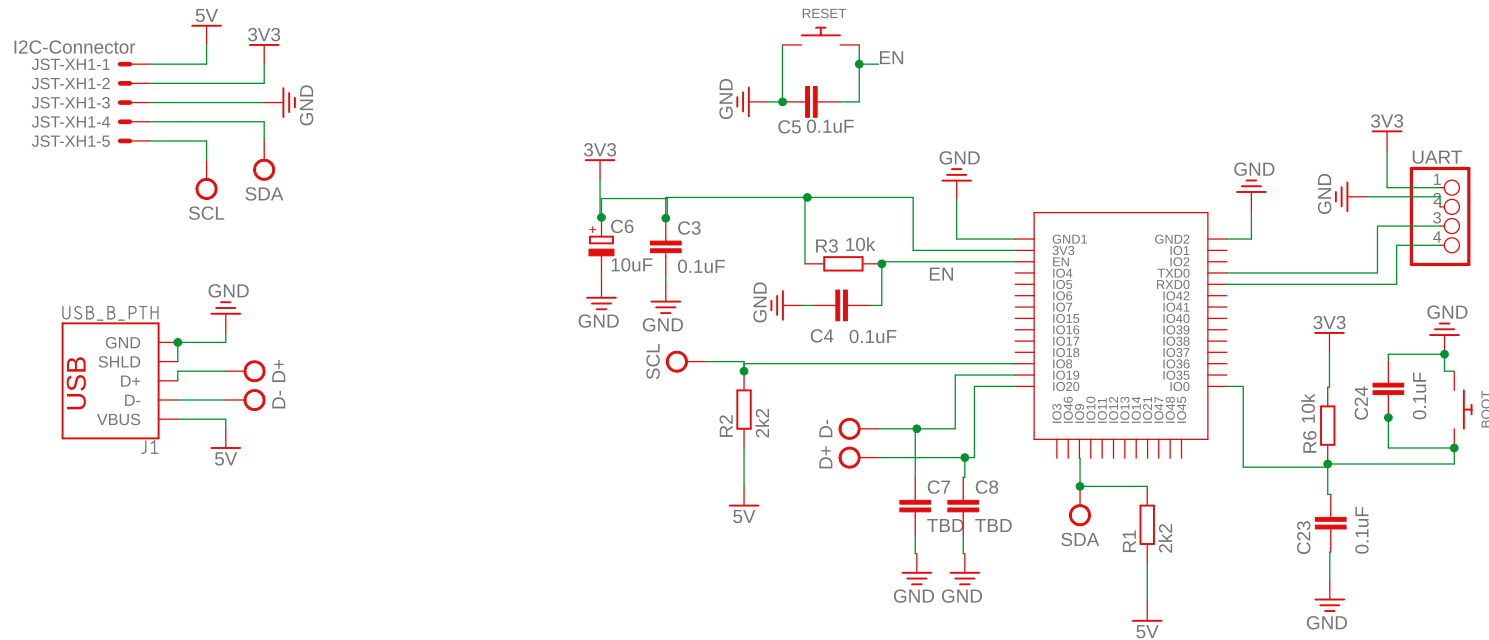 5V
3V3
I2C-Connector
JST-XH1-1
JST-XH1-2
JST-XH1-3
JST-XH1-4
JST-XH1-5
GND
SDA
SCL
USB_B_PTH
GND
GND
SHLD
D+
D-
VBUS
USB
J1
D+
D-
5V
RESET
EN
GND
C5 0.1uF
3V3
C6
10uF
GND
C3
0.1uF
GND
R3 10k
EN
GND
C4 0.1uF
SCL
R2
2k2
5V
D-
D+
C7
TBD
GND
C8
TBD
GND
GND
GND
GND1
3V3
EN
IO4
IO5
IO6
IO7
IO15
IO16
IO17
IO18
IO8
IO19
IO20
IO3
IO46
IO9
IO10
IO11
IO12
IO13
IO14
IO21
IO47
IO48
IO45
GND2
IO1
IO2
TXD0
RXD0
IO42
IO41
IO40
IO39
IO38
IO37
IO36
IO35
IO0
SDA
R1
2k2
5V
3V3
GND
UART
1
2
3
4
3V3
R6 10k
GND
C24
0.1uF
BOOT
C23
0.1uF
GND